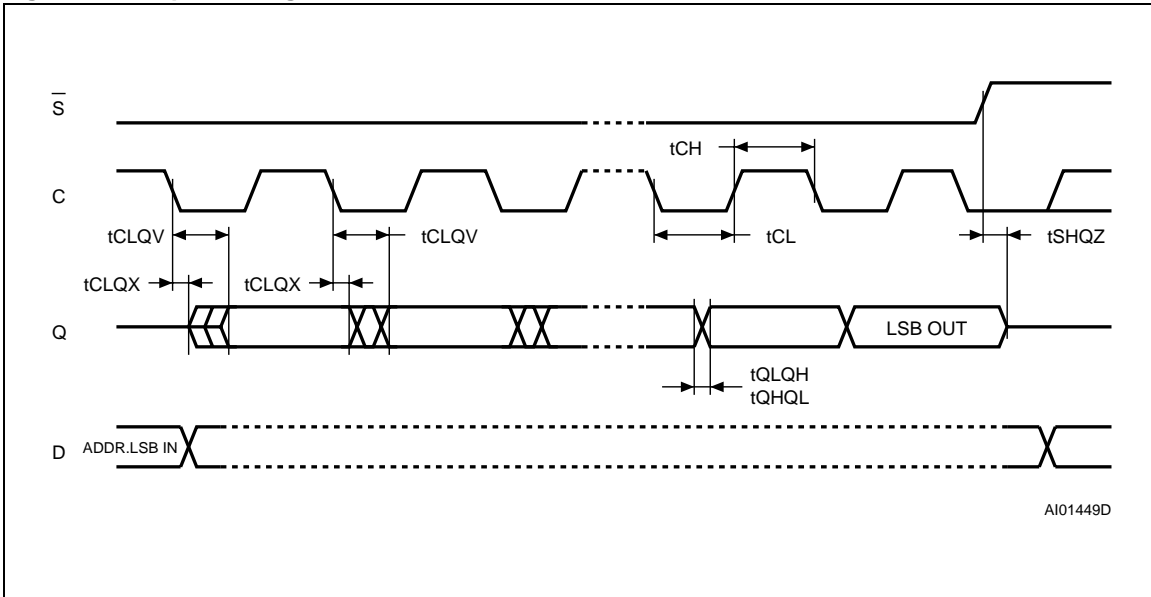 S
tCH
C
tCLQV
tCLQV
tCL
tSHQZ
tCLQX
tCLQX
Q
LSB OUT
tQLQH
tQHQL
D
ADDR.LSB IN
AI01449D